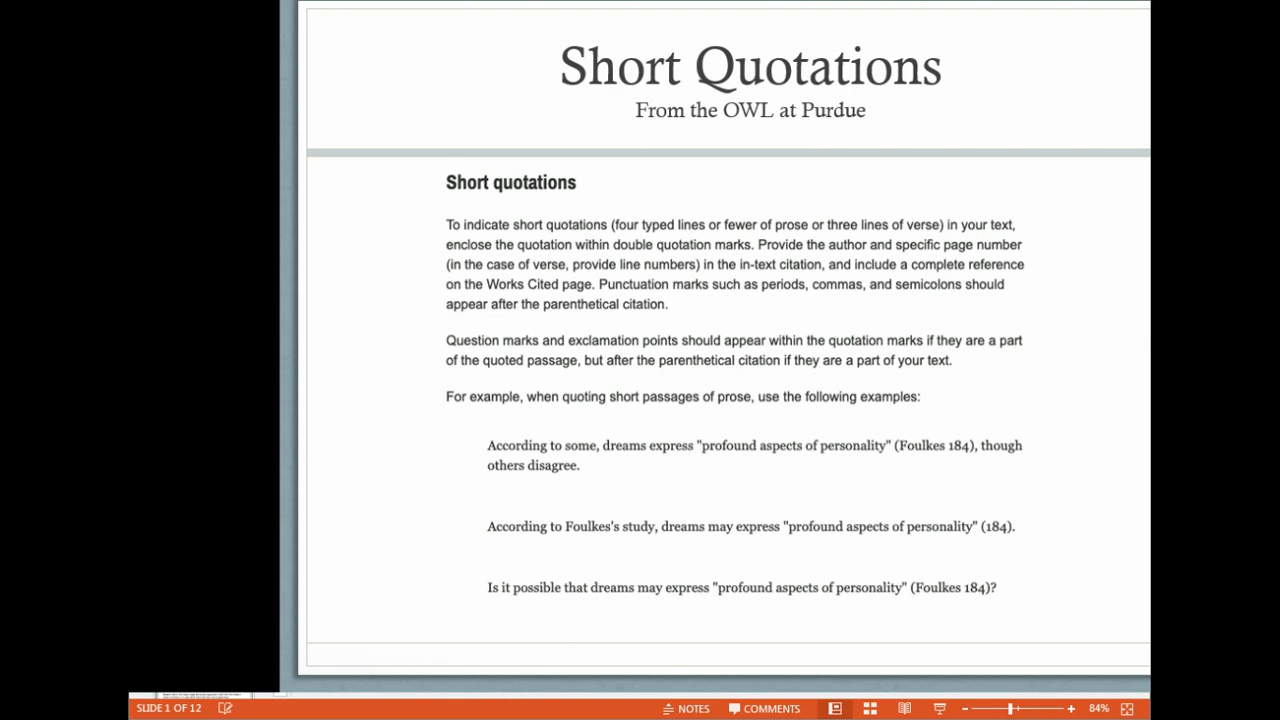 Short Quotations
From the OWL at Purdue
Short quotations
To indicate short quotations (four typed lines or fewer of prose or three lines of verse) in your text,
enclose the quotation within double quotation marks. Provide the author and specific page number
(in the case of verse, provide line numbers) in the in-text citation, and include a complete reference
on the Works Cited page. Punctuation marks such as periods, commas, and semicolons should
appear after the parenthetical citation.
Question marks and exclamation points should appear within the quotation marks if they are a part
of the quoted passage, but after the parenthetical citation if they are a part of your text.
For example, when quoting short passages of prose, use the following examples:
According to some, dreams express "profound aspects of personality" (Foulkes 184), though
others disagree.
According to Foulkes's study, dreams may express "profound aspects of personality" (184).
Is it possible that dreams may express "profound aspects of personality" (Foulkes 184)?
SLIDE 1 OF 12 NOTES COMMENTS 84%